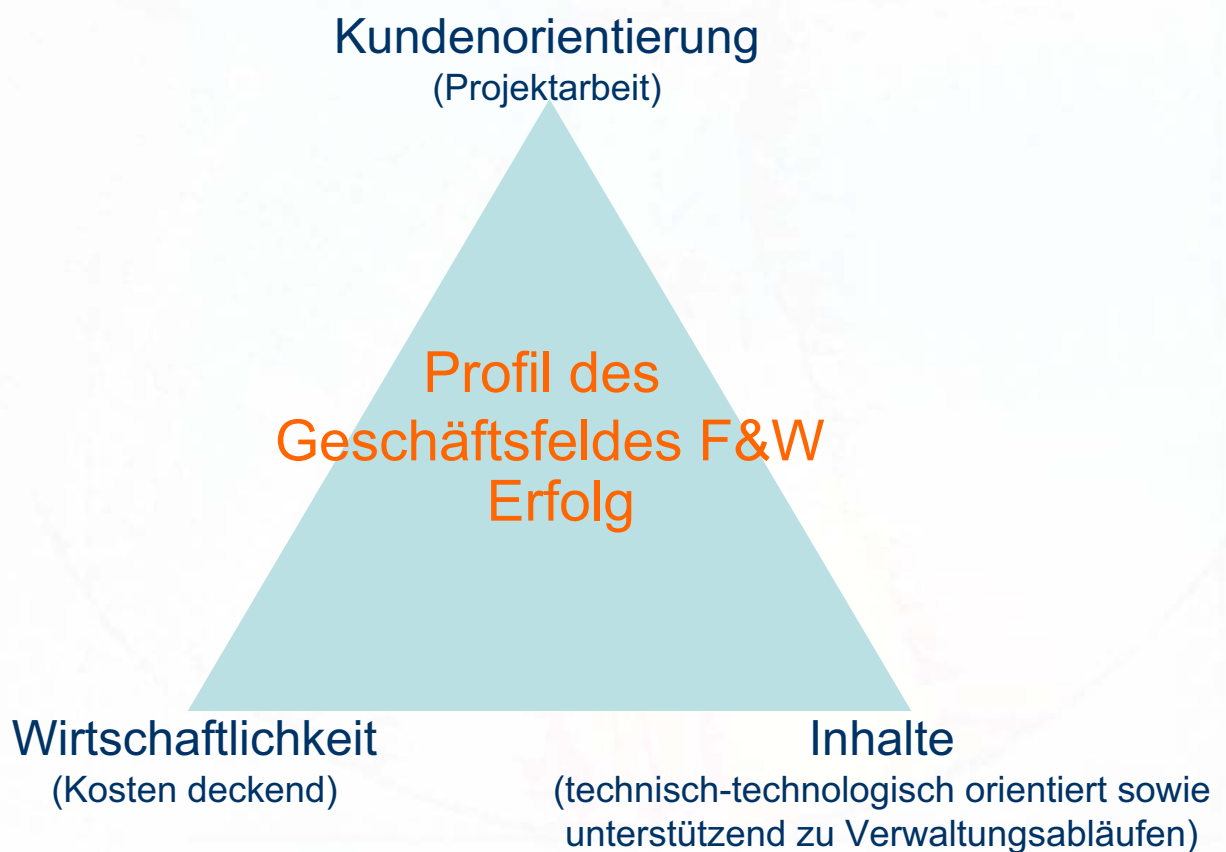 Kundenorientierung
(Projektarbeit)
Profil des
Geschäftsfeldes F&W
Erfolg
Wirtschaftlichkeit
(Kosten deckend)
Inhalte
(technisch-technologisch orientiert sowie
unterstützend zu Verwaltungsabläufen)